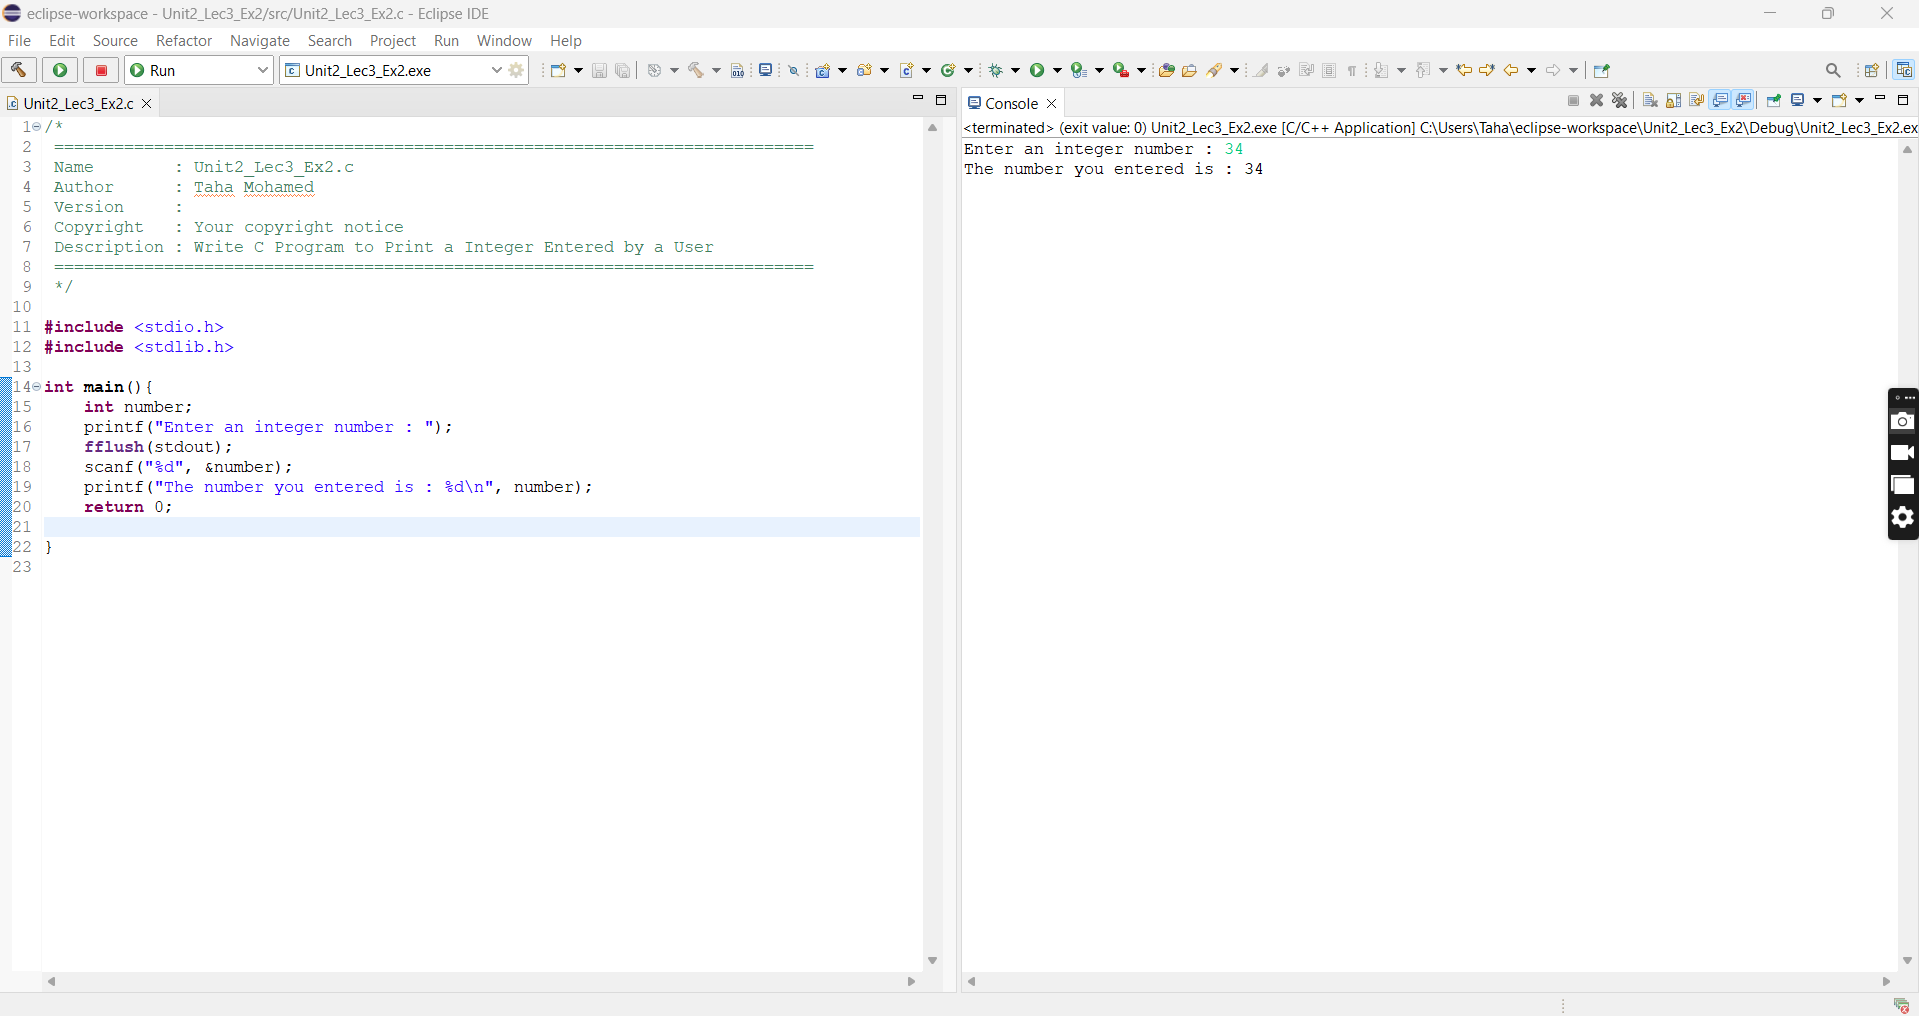 eclipse-workspace - Unit2_Lec3_Ex2/src/Unit2_Lec3_Ex2.c - Eclipse IDE
File Edit Source Refactor Navigate Search Project Run Window Help
Run Unit2_Lec3_Ex2.exe
Unit2_Lec3_Ex2.c
1 /*
2 ============================================================================
3 Name : Unit2_Lec3_Ex2.c
4 Author : Taha Mohamed
5 Version :
6 Copyright : Your copyright notice
7 Description : Write C Program to Print a Integer Entered by a User
8 ============================================================================
9 */
10
11 #include <stdio.h>
12 #include <stdlib.h>
13
14 int main(){
15 int number;
16 printf("Enter an integer number : ");
17 fflush(stdout);
18 scanf("%d", &number);
19 printf("The number you entered is : %d\n", number);
20 return 0;
21
22 }
23
Console
<terminated> (exit value: 0) Unit2_Lec3_Ex2.exe [C/C++ Application] C:\Users\Taha\eclipse-workspace\Unit2_Lec3_Ex2\Debug\Unit2_Lec3_Ex2.ex
Enter an integer number : 34
The number you entered is : 34